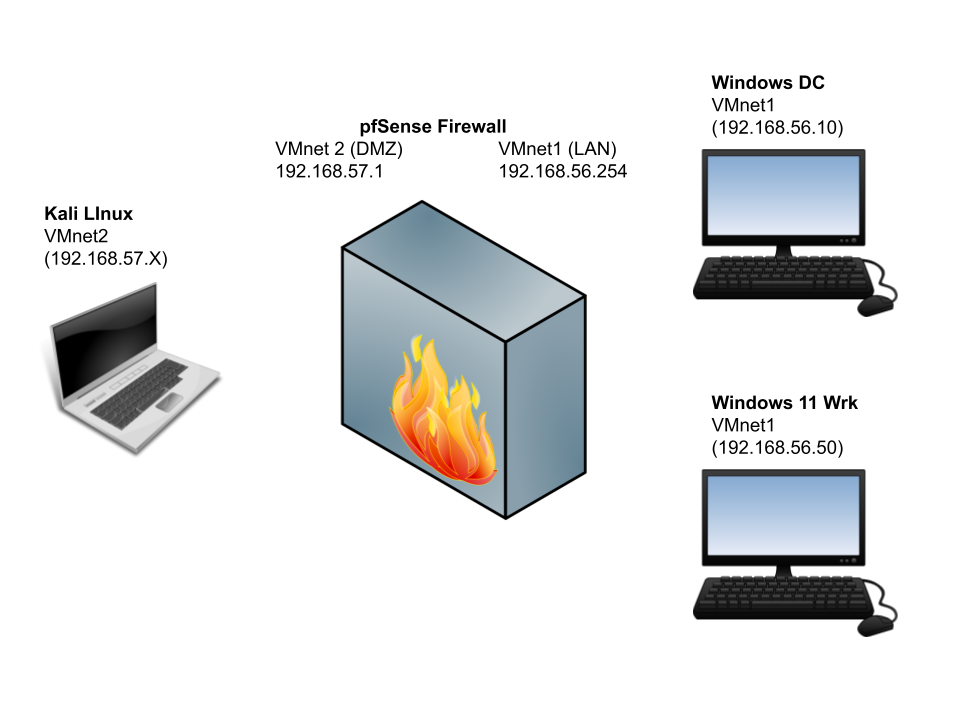 Windows DC
VMnet1
(192.168.56.10)
pfSense Firewall
VMnet 2 (DMZ) VMnet1 (LAN)
192.168.57.1 192.168.56.254
Kali LInux
VMnet2
(192.168.57.X)
Windows 11 Wrk
VMnet1
(192.168.56.50)